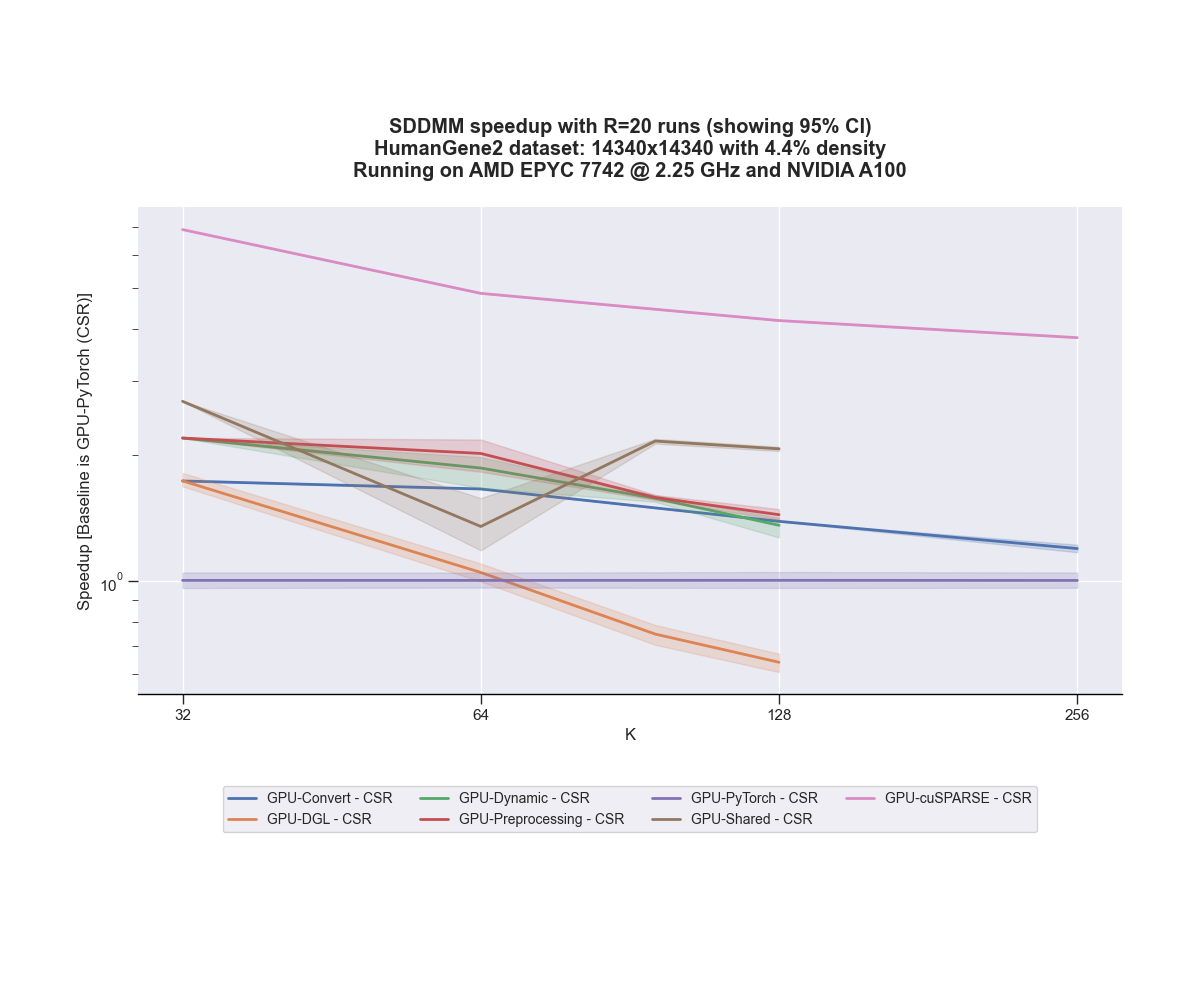 SDDMM speedup with R=20 runs (showing 95% CI)
HumanGene2 dataset: 14340x14340 with 4.4% density
Running on AMD EPYC 7742 @ 2.25 GHz and NVIDIA A100
Speedup [Baseline is GPU-PyTorch (CSR)]
10^0
32 64 128 256
K
GPU-Convert - CSR GPU-Dynamic - CSR GPU-PyTorch - CSR GPU-cuSPARSE - CSR
GPU-DGL - CSR GPU-Preprocessing - CSR GPU-Shared - CSR